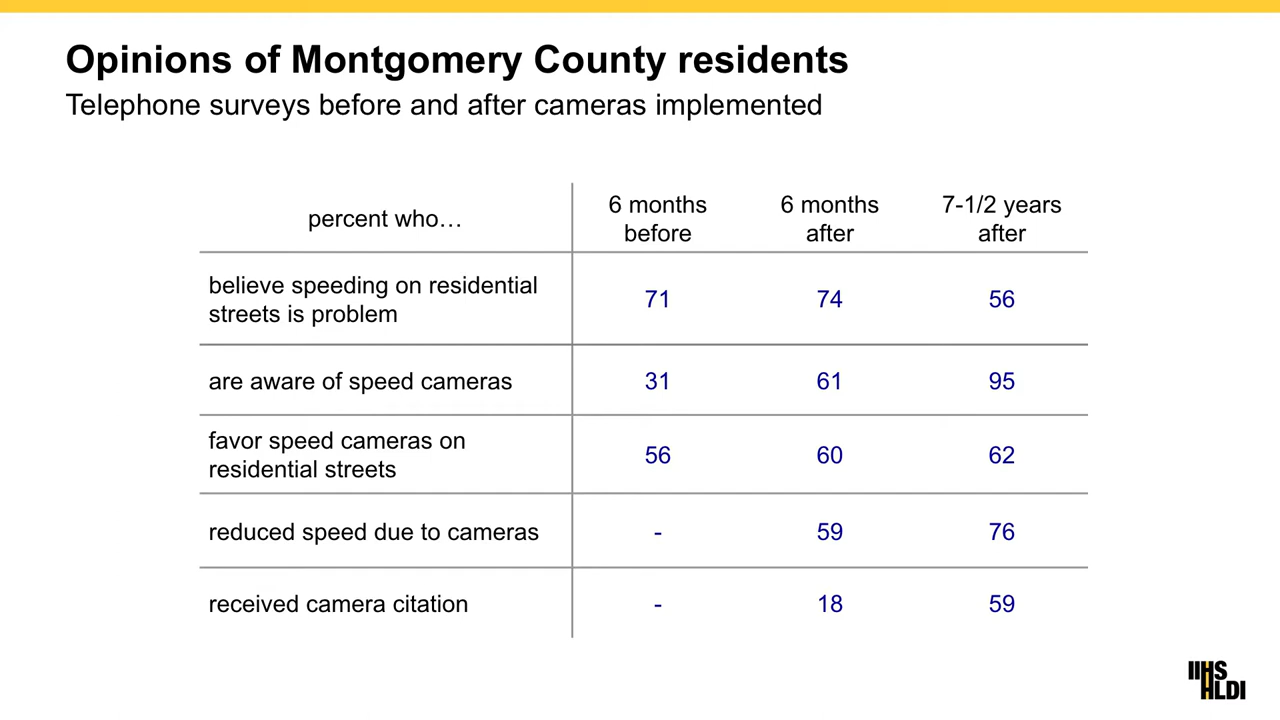 Opinions of Montgomery County residents
Telephone surveys before and after cameras implemented
percent who…
6 months
before
6 months
after
7-1/2 years
after
believe speeding on residential
streets is problem
71
74
56
are aware of speed cameras
31
61
95
favor speed cameras on
residential streets
56
60
62
reduced speed due to cameras
-
59
76
received camera citation
-
18
59
IIHS
HLDI